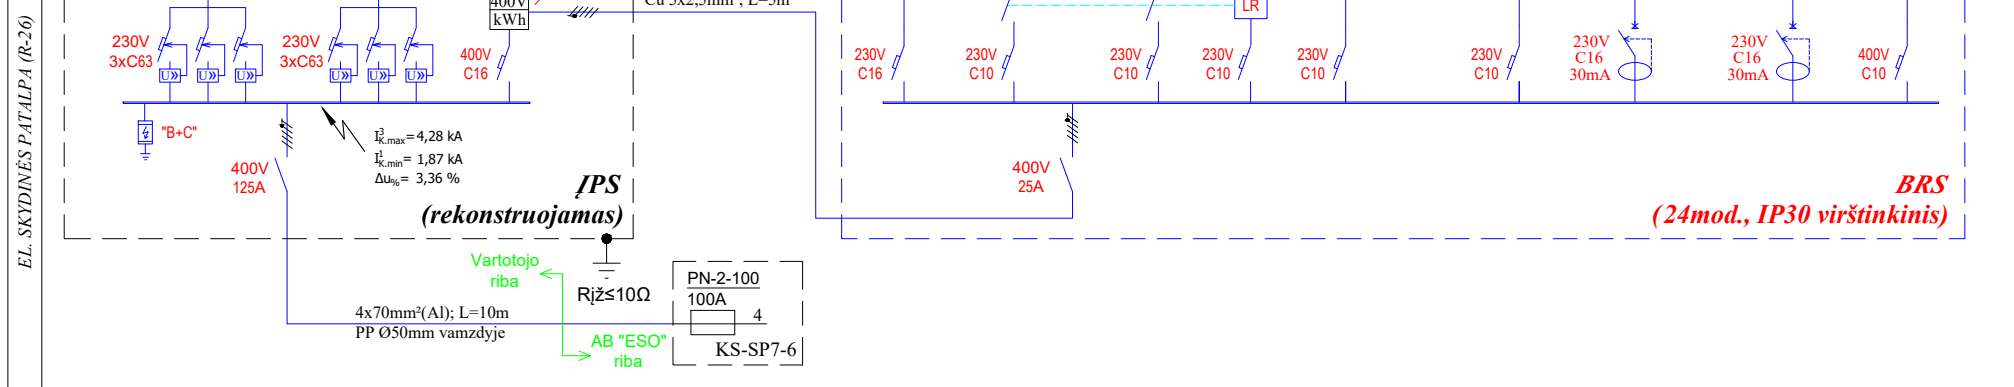 EL. SKYDINĖS PATALPA (R-26)
400V
kWh
230V
3xC63
U»
U»
U»
230V
3xC63
U»
U»
U»
400V
C16
"B+C"
I³K.max=4,28 kA
I¹K.min= 1,87 kA
Δu%= 3,36 %
400V
125A
ĮPS
(rekonstruojamas)
Vartotojo
riba
Rįž≤10Ω
4x70mm²(Al); L=10m
PP Ø50mm vamzdyje
AB "ESO"
riba
PN-2-100
100A
4
KS-SP7-6
LR
230V
C16
230V
C10
230V
C10
230V
C10
230V
C10
230V
C10
230V
C16
30mA
230V
C16
30mA
400V
C10
400V
25A
BRS
(24mod., IP30 virštinkinis)